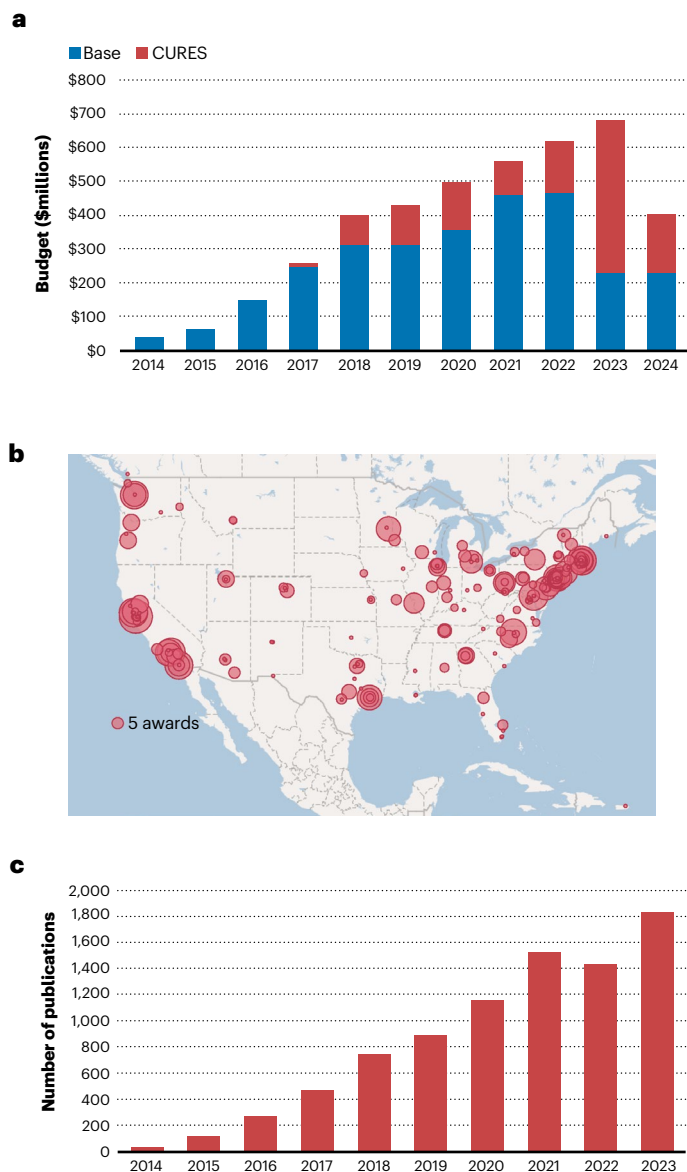 a
Base CURES
$800
$700
$600
$500
$400
$300
$200
$100
$0
Budget ($millions)
2014 2015 2016 2017 2018 2019 2020 2021 2022 2023 2024
b
5 awards
c
2,000
1,800
1,600
1,400
1,200
1,000
800
600
400
200
0
Number of publications
2014 2015 2016 2017 2018 2019 2020 2021 2022 2023